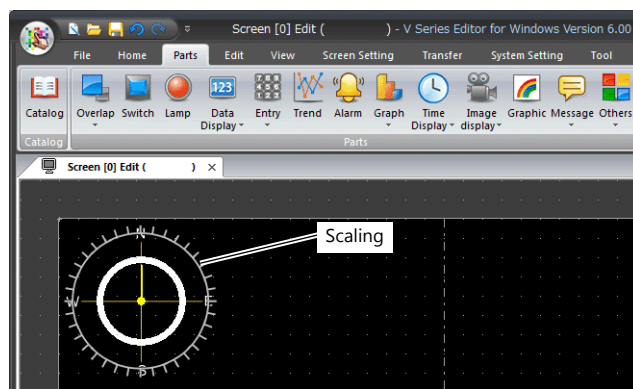 Screen [0] Edit ( ) - V Series Editor for Windows Version 6.00
File Home Parts Edit View Screen Setting Transfer System Setting Tool
123
Catalog Overlap Switch Lamp Data Display Entry Trend Alarm Graph Time Display Image display Graphic Message Others
Catalog Parts
Screen [0] Edit ( ) ×
Scaling
N
W E
S